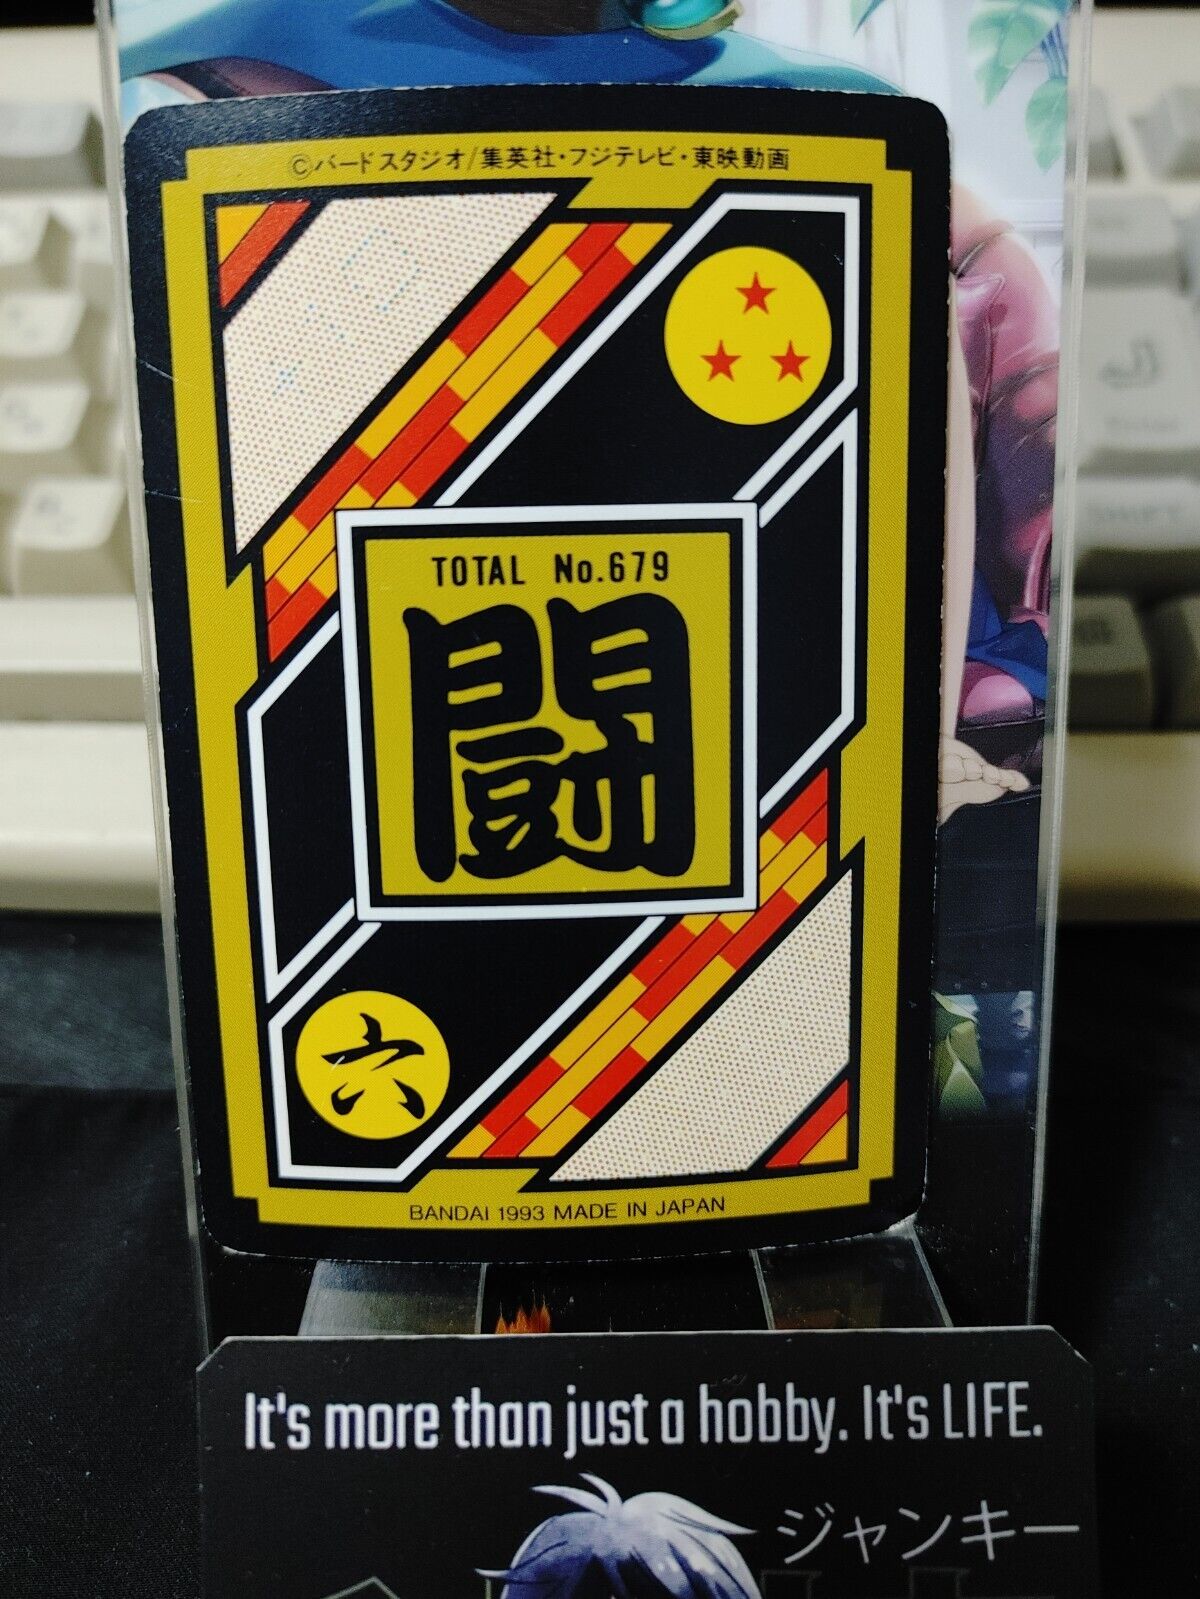 ©バードスタジオ/集英社・フジテレビ・東映動画
TOTAL No.679
闘
六
BANDAI 1993 MADE IN JAPAN
It's more than just a hobby. It's LIFE.
ジャンキー